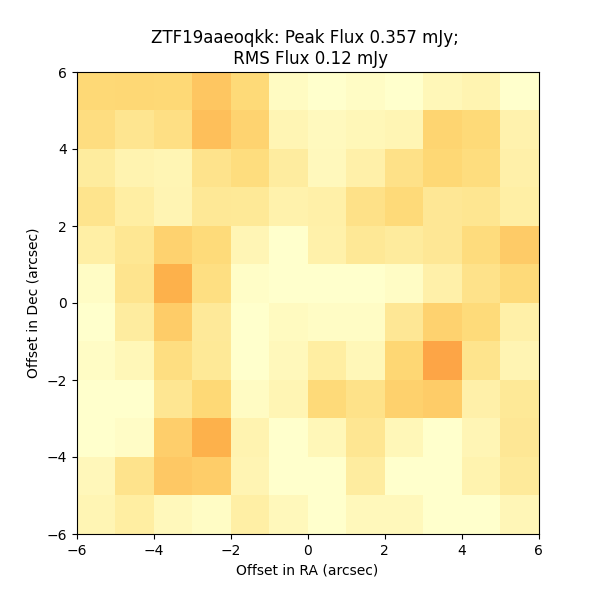 ZTF19aaeoqkk: Peak Flux 0.357 mJy;
RMS Flux 0.12 mJy
6
4
2
0
−2
−4
−6
Offset in Dec (arcsec)
−6 −4 −2 0 2 4 6
Offset in RA (arcsec)